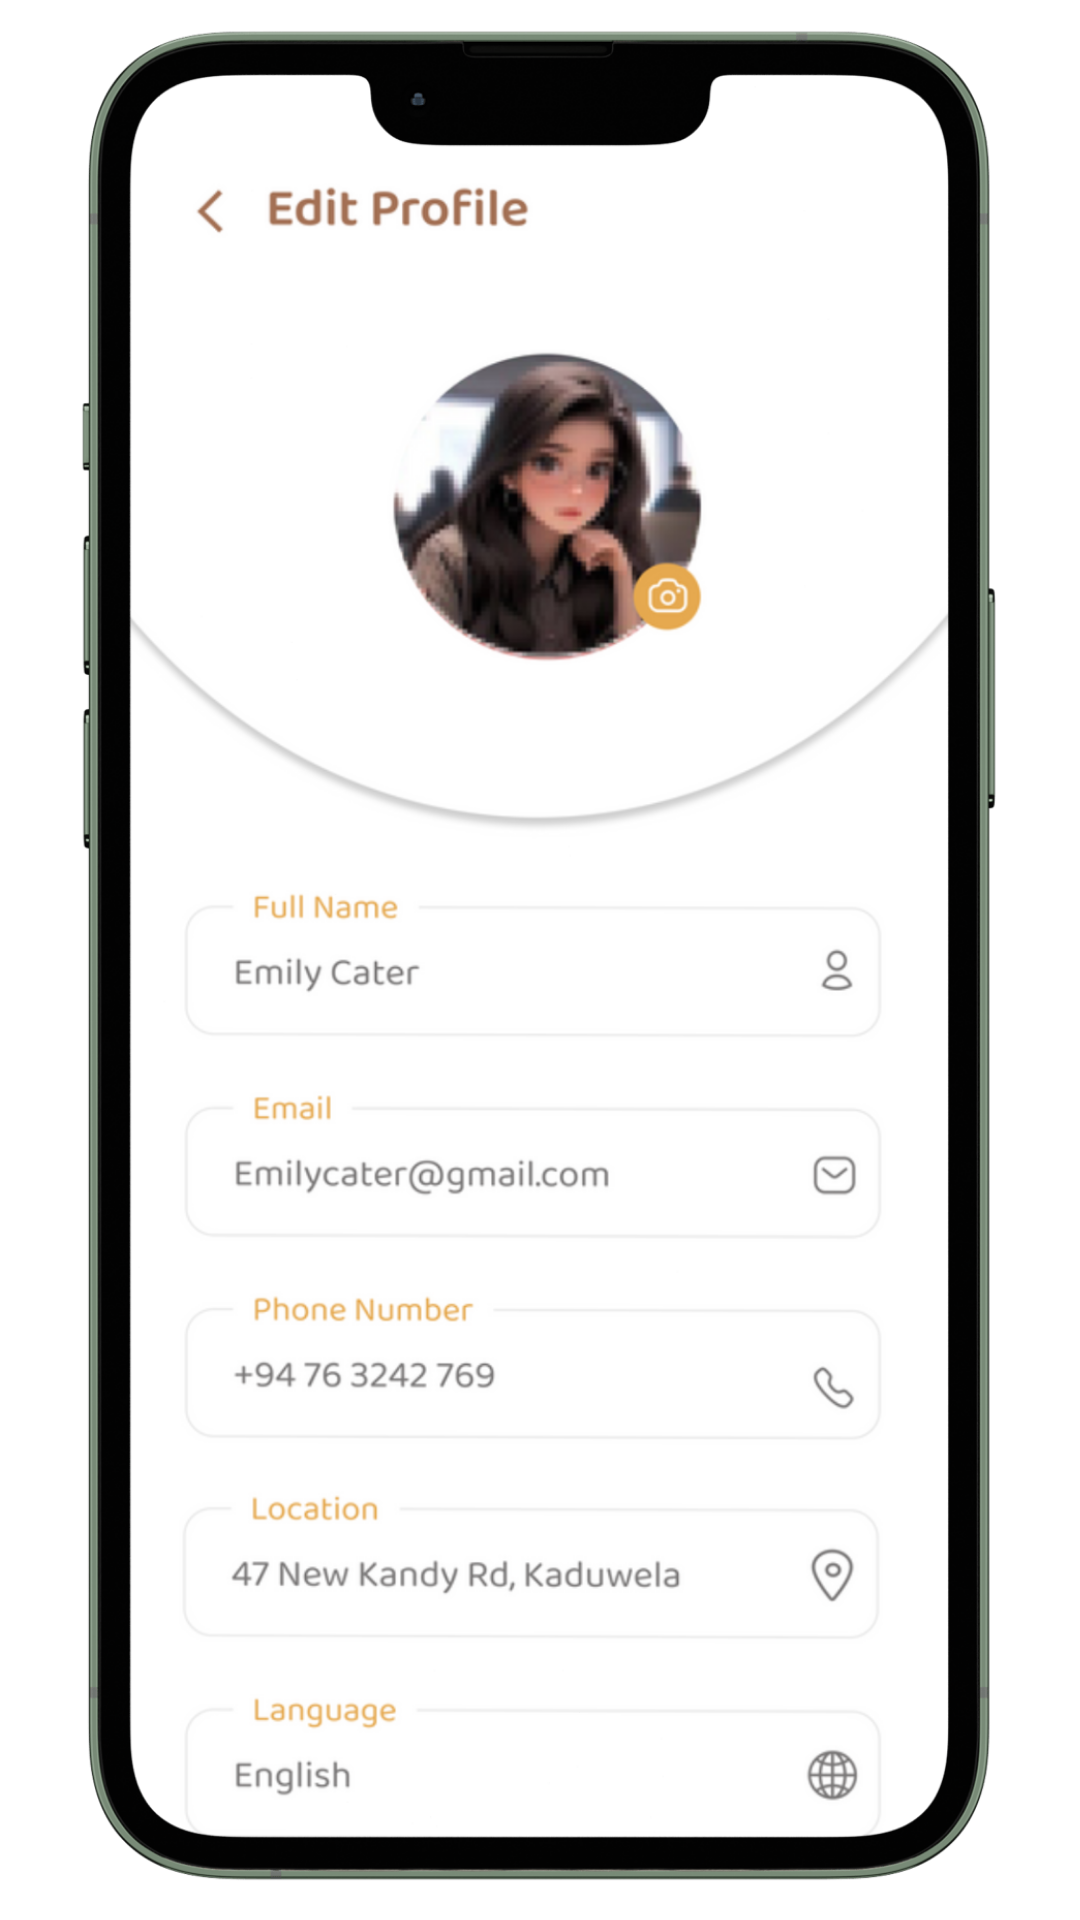 Edit Profile
Full Name
Emily Cater
Email
Emilycater@gmail.com
Phone Number
+94 76 3242 769
Location
47 New Kandy Rd, Kaduwela
Language
English